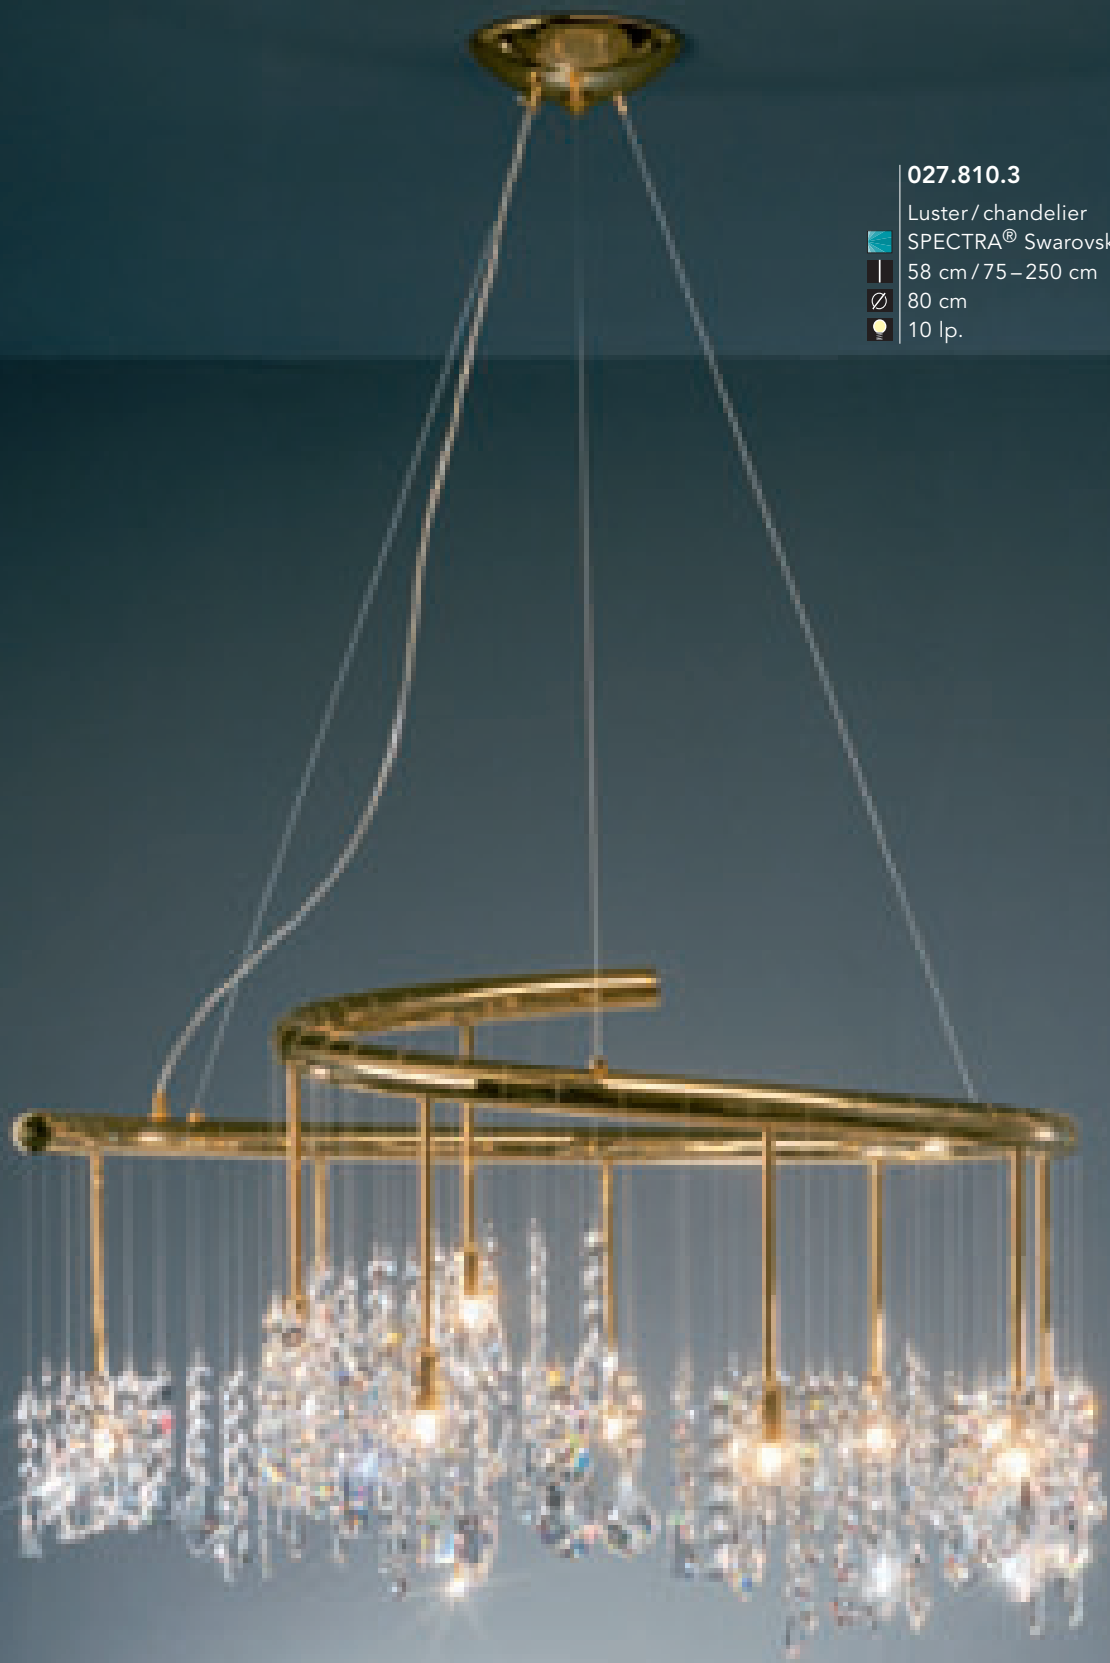 027.810.3
Luster / chandelier
SPECTRA® Swarovsk
58 cm / 75 – 250 cm
80 cm
10 lp.